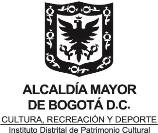 ALCALDÍA MAYOR
DE BOGOTÁ D.C.
CULTURA, RECREACIÓN Y DEPORTE
Instituto Distrital de Patrimonio Cultural